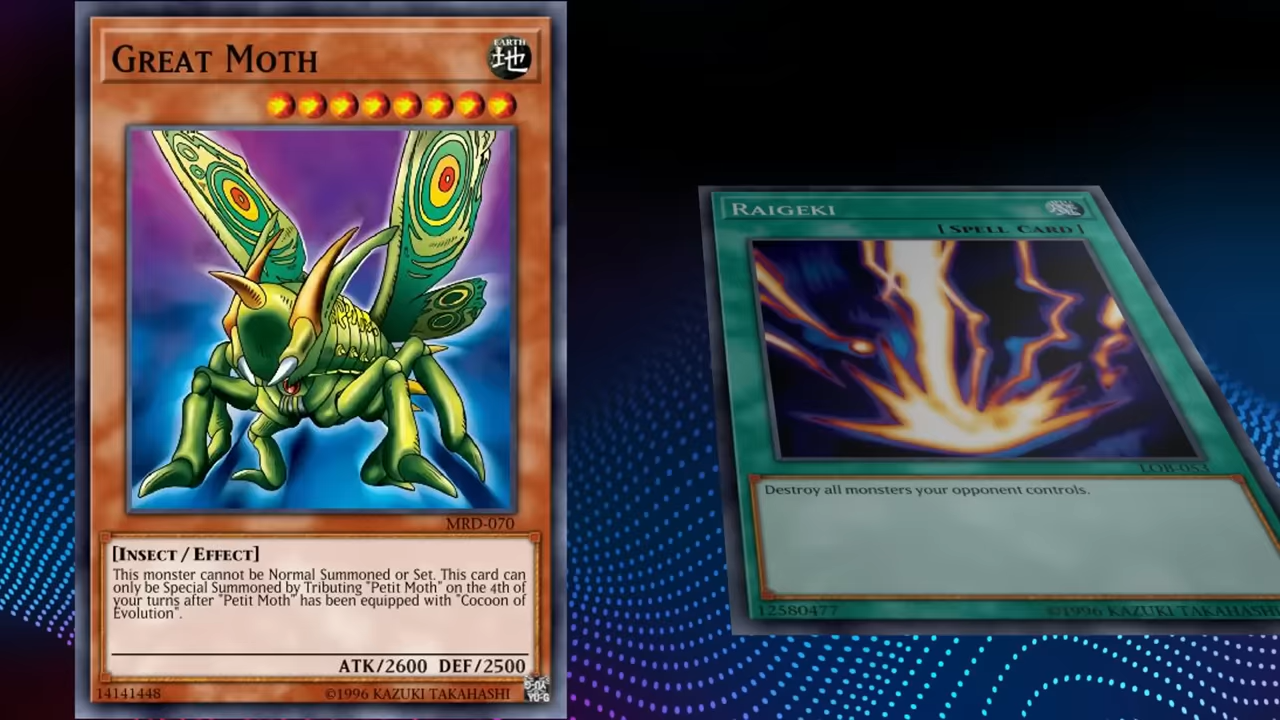 GREAT MOTH
EARTH
地
MRD-070
[INSECT / EFFECT]
This monster cannot be Normal Summoned or Set. This card can
only be Special Summoned by Tributing "Petit Moth" on the 4th of
your turns after "Petit Moth" has been equipped with "Cocoon of
Evolution".
ATK/2600 DEF/2500
14141448
©1996 KAZUKI TAKAHASHI
RAIGEKI
[SPELL CARD]
LOB-053
Destroy all monsters your opponent controls.
12580477
©1996 KAZUKI TAKAHASHI